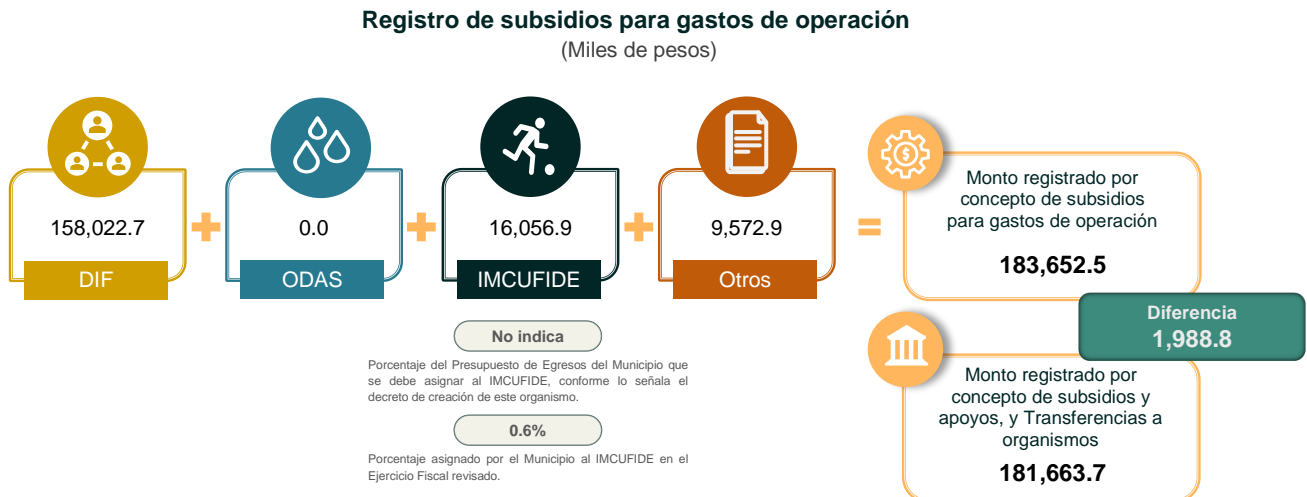 Registro de subsidios para gastos de operación
(Miles de pesos)
158,022.7
DIF
0.0
ODAS
16,056.9
IMCUFIDE
9,572.9
Otros
Monto registrado por
concepto de subsidios
para gastos de operación
183,652.5
Diferencia
1,988.8
Monto registrado por
concepto de subsidios y
apoyos, y Transferencias a
organismos
181,663.7
No indica
Porcentaje del Presupuesto de Egresos del Municipio que
se debe asignar al IMCUFIDE, conforme lo señala el
decreto de creación de este organismo.
0.6%
Porcentaje asignado por el Municipio al IMCUFIDE en el
Ejercicio Fiscal revisado.